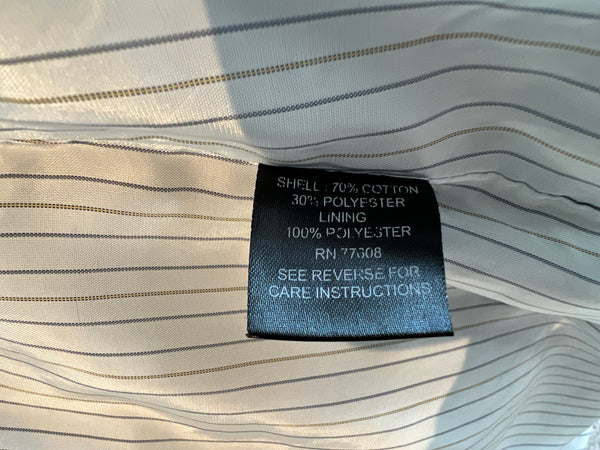 SHELL : 70% COTTON
30% POLYESTER
LINING
100% POLYESTER
RN 77608
SEE REVERSE FOR
CARE INSTRUCTIONS